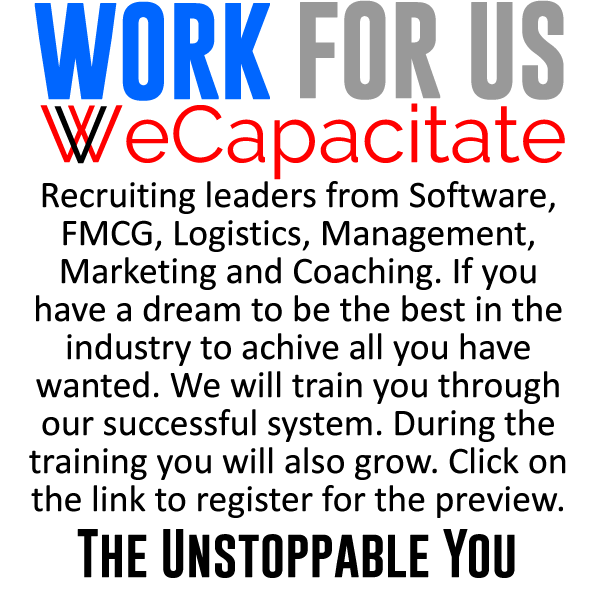 WORK FOR US
WeCapacitate
Recruiting leaders from Software,
FMCG, Logistics, Management,
Marketing and Coaching. If you
have a dream to be the best in the
industry to achive all you have
wanted. We will train you through
our successful system. During the
training you will also grow. Click on
the link to register for the preview.
THE UNSTOPPABLE YOU